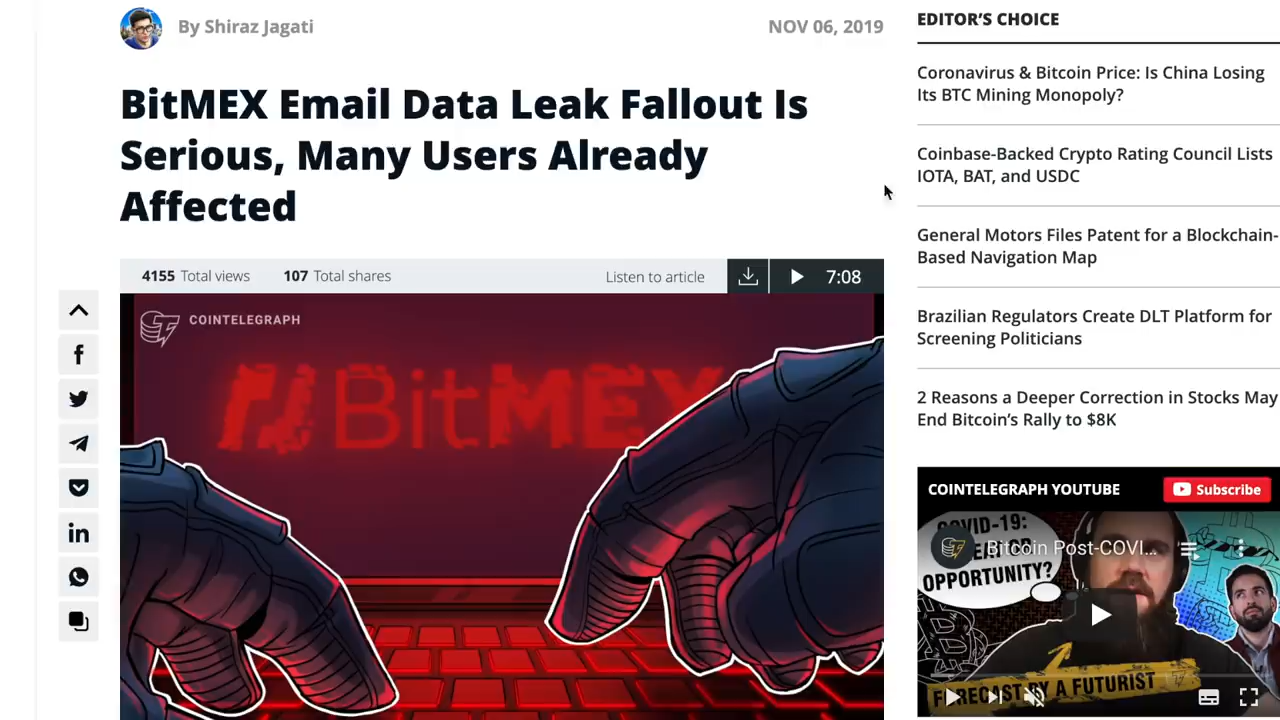 By Shiraz Jagati
NOV 06, 2019
BitMEX Email Data Leak Fallout Is
Serious, Many Users Already
Affected
4155 Total views
107 Total shares
Listen to article
7:08
COINTELEGRAPH
BitMEX
EDITOR'S CHOICE
Coronavirus & Bitcoin Price: Is China Losing
Its BTC Mining Monopoly?
Coinbase-Backed Crypto Rating Council Lists
IOTA, BAT, and USDC
General Motors Files Patent for a Blockchain-
Based Navigation Map
Brazilian Regulators Create DLT Platform for
Screening Politicians
2 Reasons a Deeper Correction in Stocks May
End Bitcoin's Rally to $8K
COINTELEGRAPH YOUTUBE
Subscribe
COVID-19:
Bitcoin Post-COVI...
OPPORTUNITY?
FORECAST BY A FUTURIST